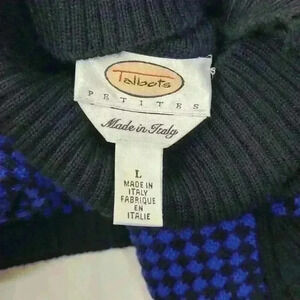 Talbots
PETITES
Made in Italy
L
MADE IN
ITALY
FABRIQUE
EN
ITALIE